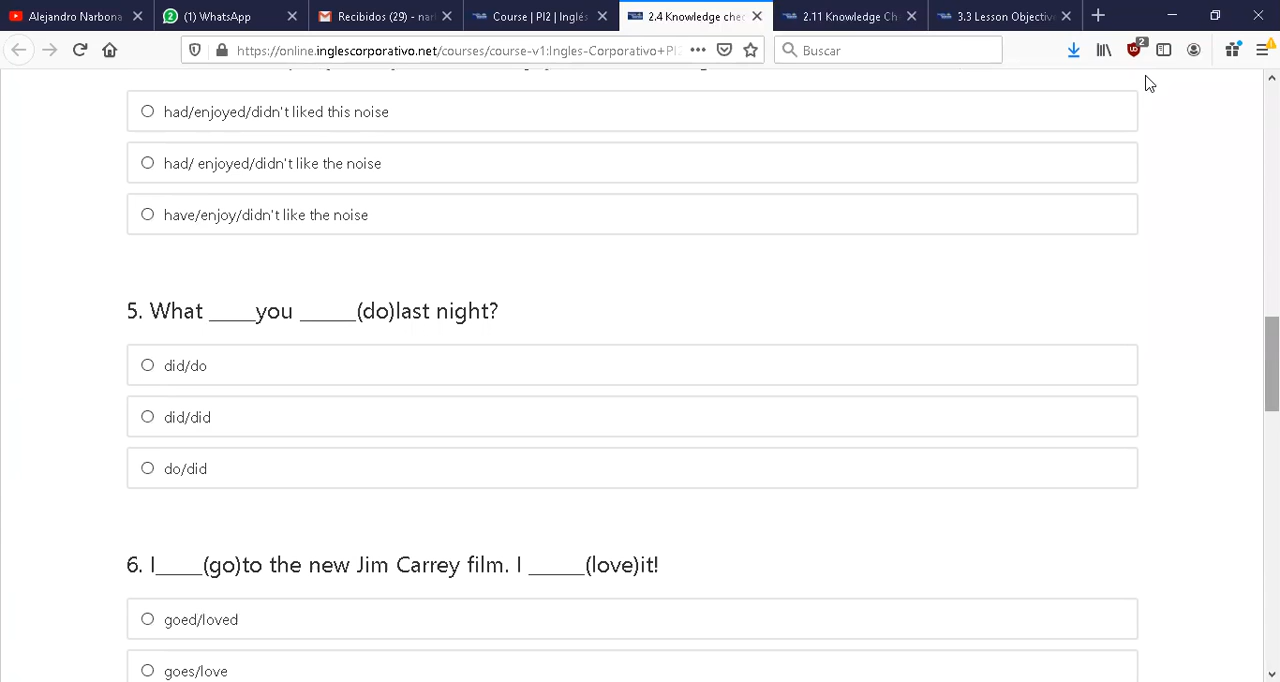 Alejandro Narbona
(1) WhatsApp
Recibidos (29) - nar
Course | PI2 | Inglés
2.4 Knowledge chec
2.11 Knowledge Ch
3.3 Lesson Objectiv
https://online.inglescorporativo.net/courses/course-v1:Ingles-Corporativo+PI2
Buscar
2
had/enjoyed/didn't liked this noise
had/ enjoyed/didn't like the noise
have/enjoy/didn't like the noise
5. What ____you _____(do)last night?
did/do
did/did
do/did
6. I____(go)to the new Jim Carrey film. I _____(love)it!
goed/loved
goes/love